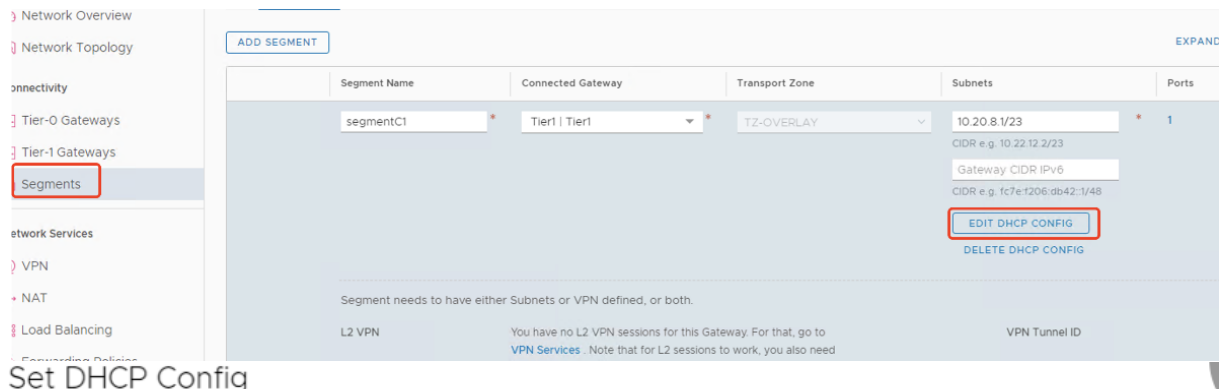 Network Overview
Network Topology
ADD SEGMENT
EXPAND
Segment Name Connected Gateway Transport Zone Subnets Ports
onnectivity
Tier-0 Gateways
segmentC1 * Tier1 | Tier1 * TZ-OVERLAY 10.20.8.1/23 * 1
CIDR e.g. 10.22.12.2/23
Tier-1 Gateways
Gateway CIDR IPv6
Segments
CIDR e.g. fc7e:f206:db42::1/48
EDIT DHCP CONFIG
etwork Services
DELETE DHCP CONFIG
VPN
NAT
Segment needs to have either Subnets or VPN defined, or both.
Load Balancing
L2 VPN You have no L2 VPN sessions for this Gateway. For that, go to VPN Tunnel ID
VPN Services . Note that for L2 sessions to work, you also need
Forwarding Policies
Set DHCP Config